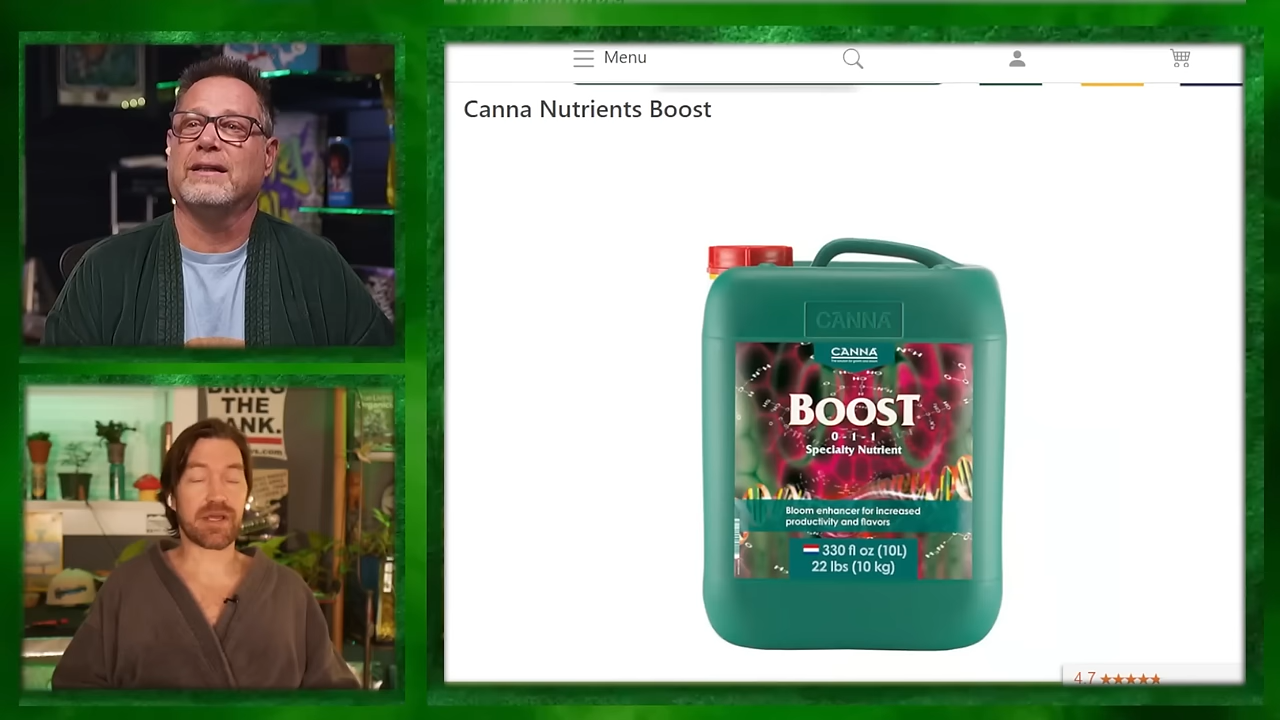 Menu
Canna Nutrients Boost
CANNA
CANNA
BOOST
0-1-1
Specialty Nutrient
Bloom enhancer for increased
productivity and flavors
330 fl oz (10L)
22 lbs (10 kg)
4.7 ★★★★★
BRING
THE
Organics